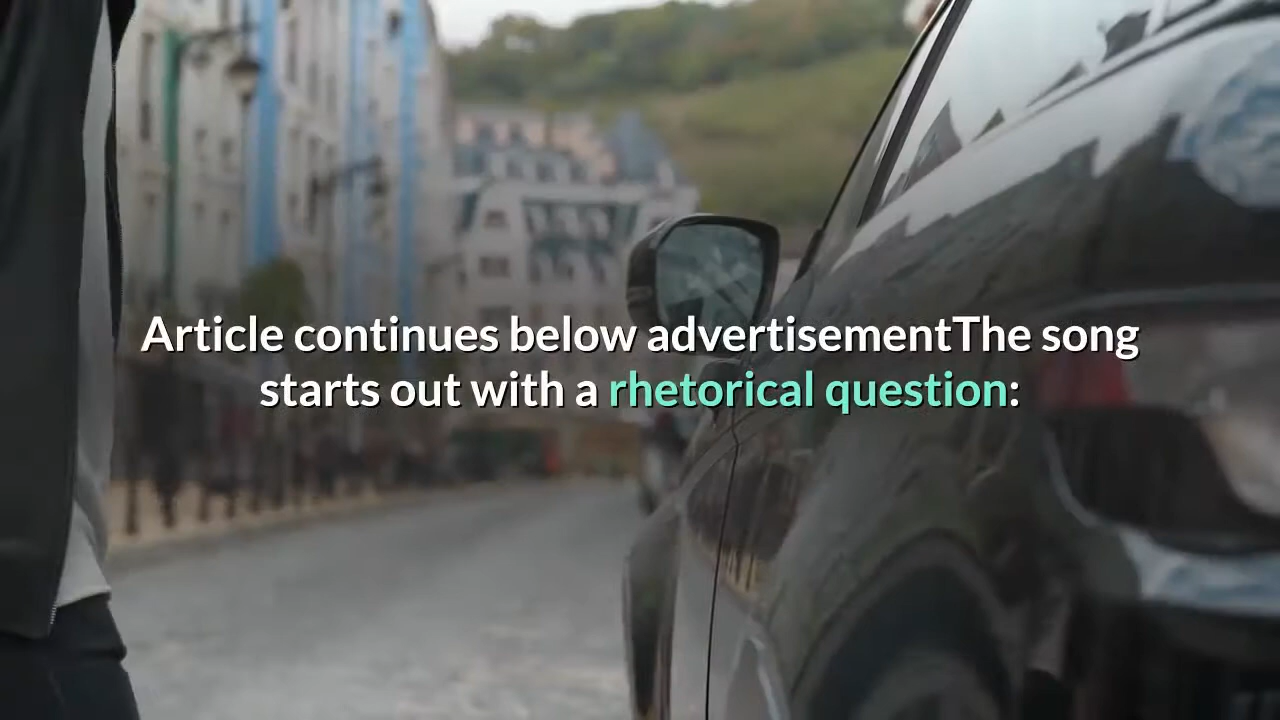 Article continues below advertisementThe song
starts out with a rhetorical question: